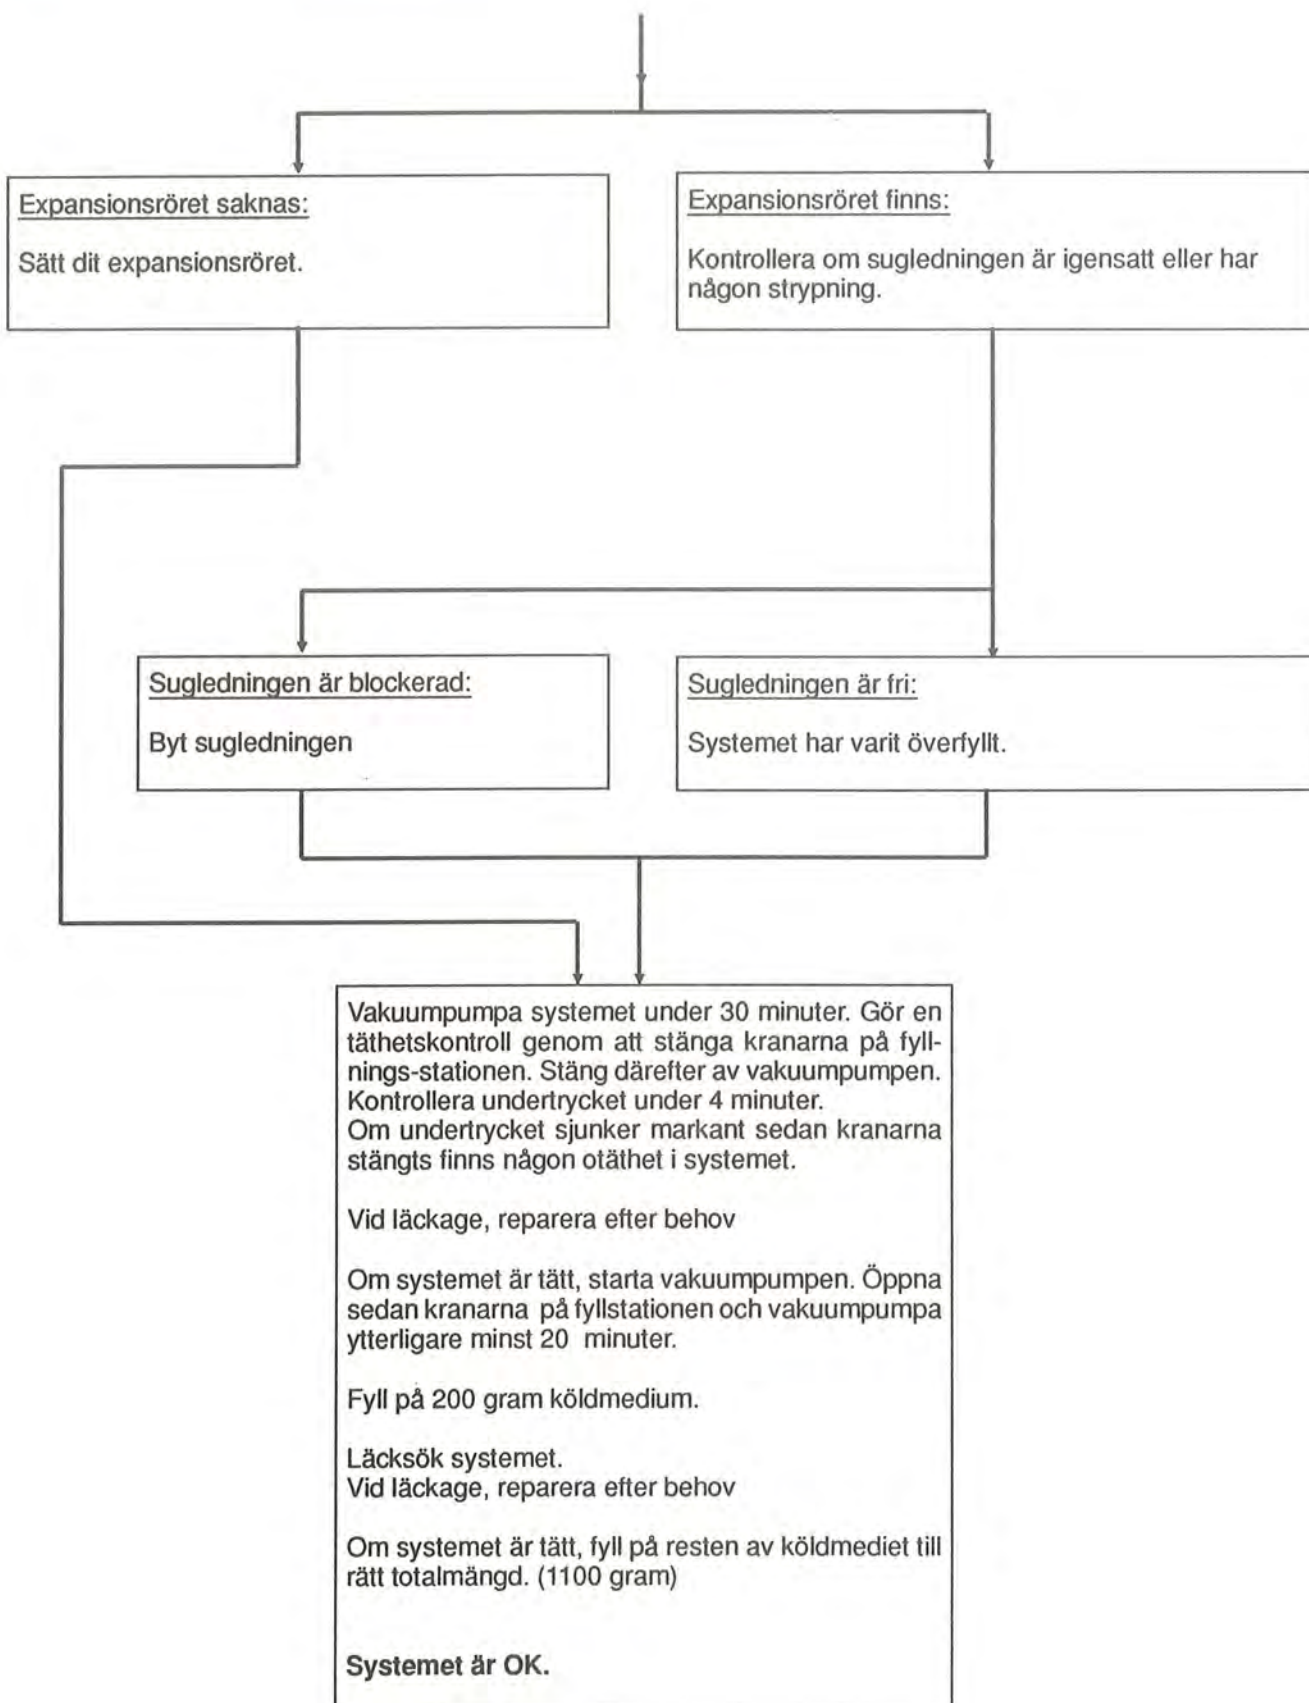 Expansionsröret saknas:
Sätt dit expansionsröret.
Expansionsröret finns:
Kontrollera om sugledningen är igensatt eller har
någon strypning.
Sugledningen är blockerad:
Byt sugledningen
Sugledningen är fri:
Systemet har varit överfyllt.
Vakuumpumpa systemet under 30 minuter. Gör en
täthetskontroll genom att stänga kranarna på fyll-
nings-stationen. Stäng därefter av vakuumpumpen.
Kontrollera undertrycket under 4 minuter.
Om undertrycket sjunker markant sedan kranarna
stängts finns någon otäthet i systemet.
Vid läckage, reparera efter behov
Om systemet är tätt, starta vakuumpumpen. Öppna
sedan kranarna på fyllstationen och vakuumpumpa
ytterligare minst 20 minuter.
Fyll på 200 gram köldmedium.
Läcksök systemet.
Vid läckage, reparera efter behov
Om systemet är tätt, fyll på resten av köldmediet till
rätt totalmängd. (1100 gram)
Systemet är OK.